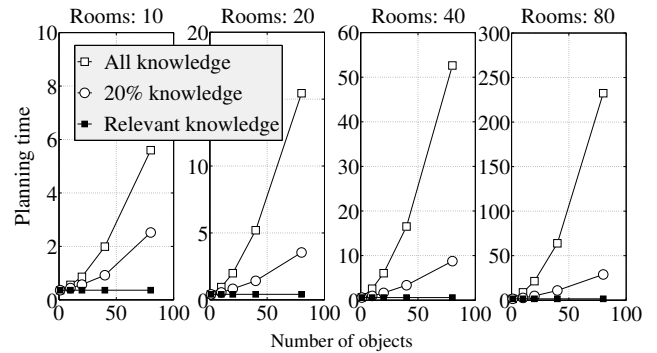 Rooms: 10 Rooms: 20 Rooms: 40 Rooms: 80
10 20 60 300
All knowledge
20% knowledge
Relevant knowledge
8 50 250
6 40 200
10 30 150
4 20 100
2 5 10 50
0 0 0 0
0 50 100 0 50 100 0 50 100 0 50 100
Planning time
Number of objects